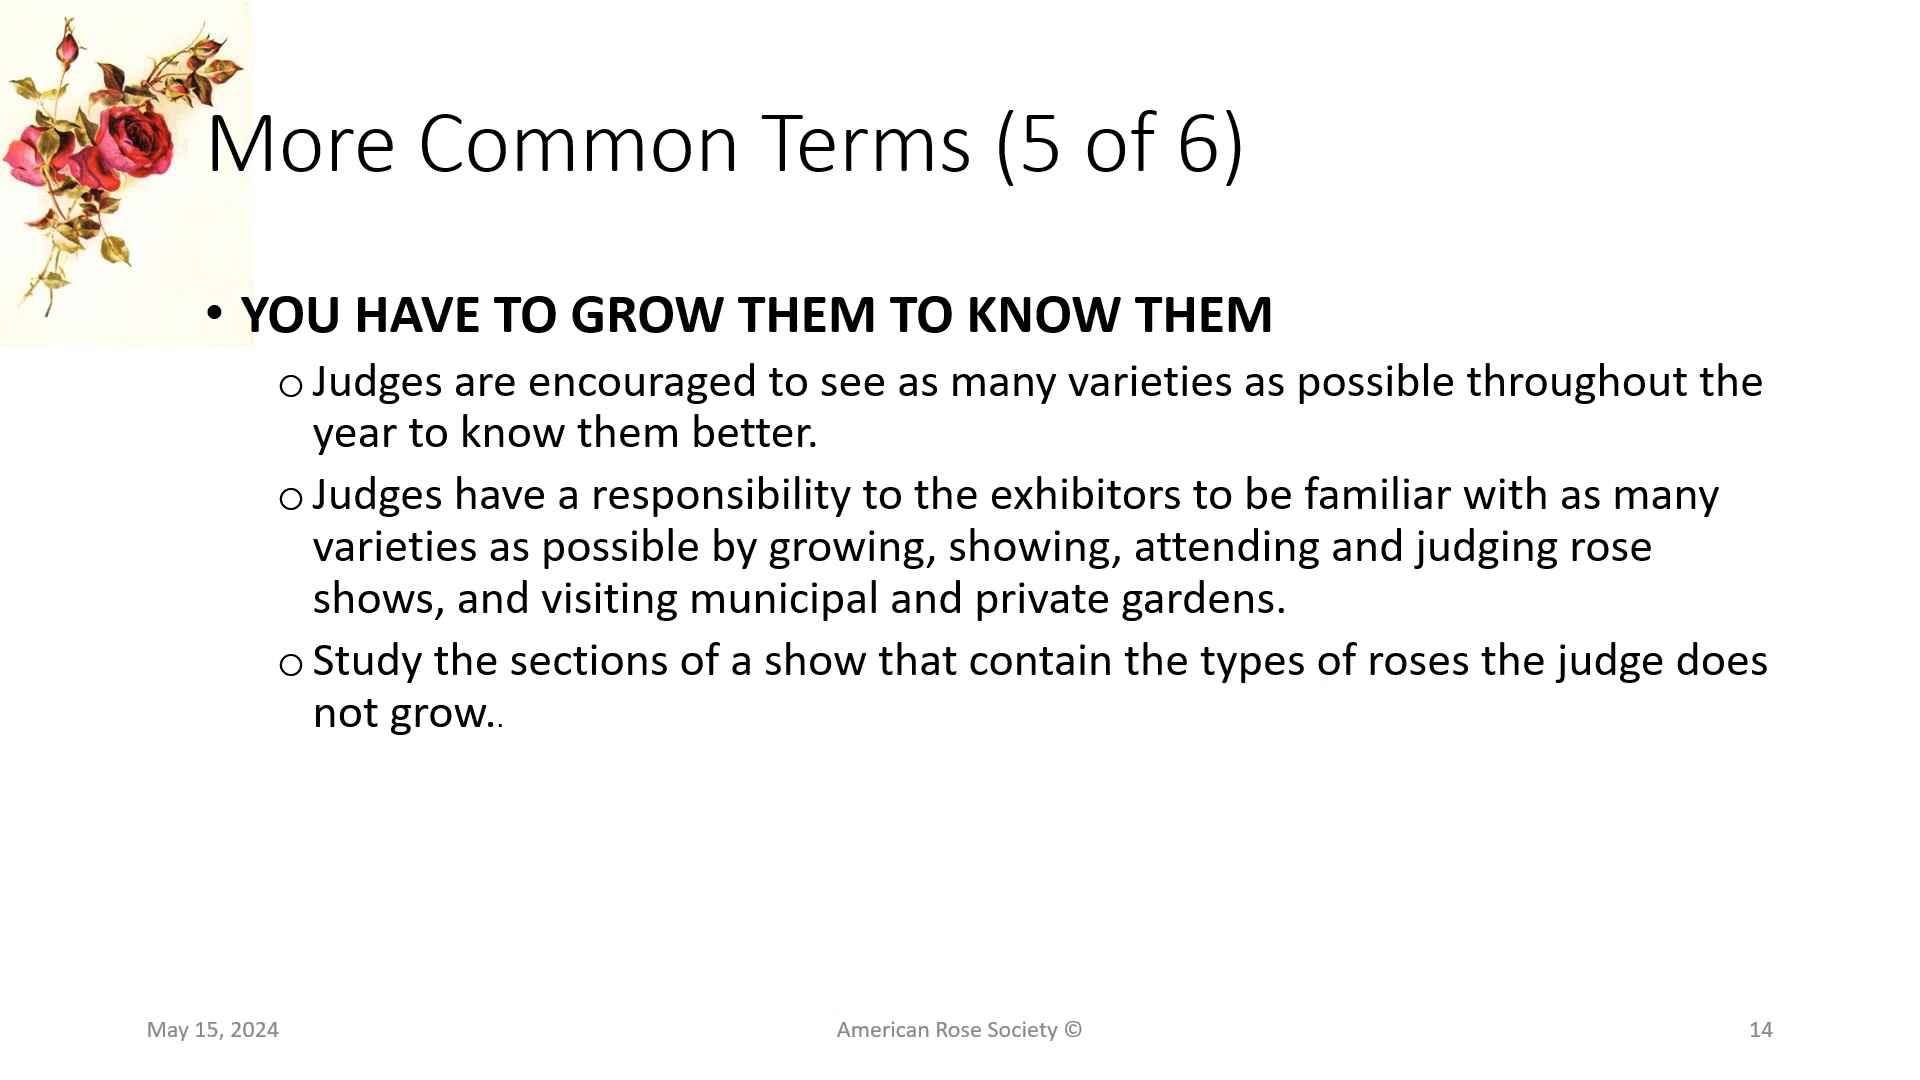 More Common Terms (5 of 6)
• YOU HAVE TO GROW THEM TO KNOW THEM
o Judges are encouraged to see as many varieties as possible throughout the
year to know them better.
o Judges have a responsibility to the exhibitors to be familiar with as many
varieties as possible by growing, showing, attending and judging rose
shows, and visiting municipal and private gardens.
o Study the sections of a show that contain the types of roses the judge does
not grow..
May 15, 2024
American Rose Society ©
14